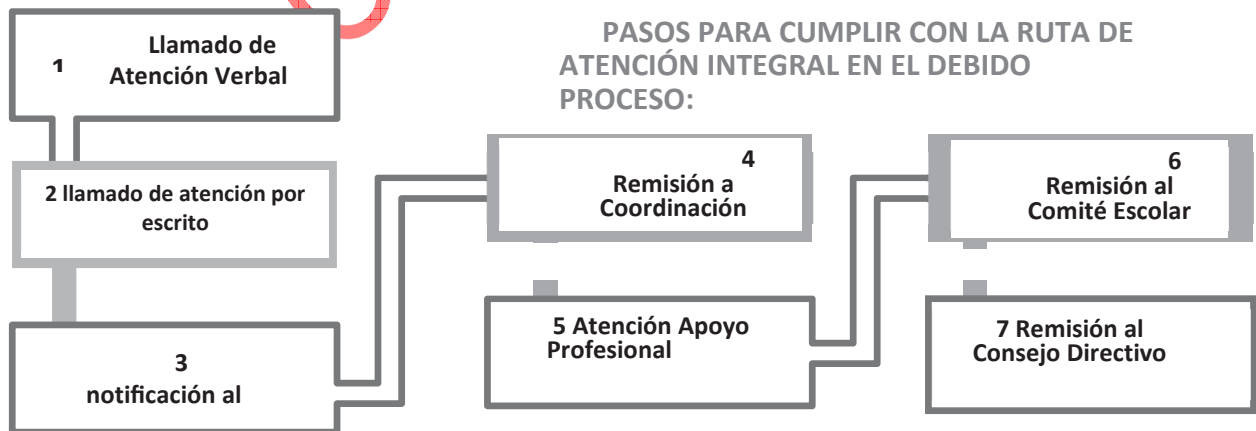 PASOS PARA CUMPLIR CON LA RUTA DE
ATENCIÓN INTEGRAL EN EL DEBIDO
PROCESO:
1 Llamado de
Atención Verbal
2 llamado de atención por
escrito
3
notificación al
4
Remisión a
Coordinación
5 Atención Apoyo
Profesional
6
Remisión al
Comité Escolar
7 Remisión al
Consejo Directivo